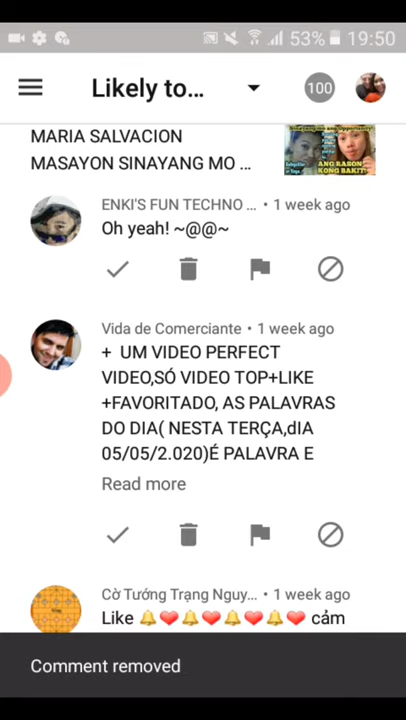 53% 19:50
Likely to... 100
MARIA SALVACION
MASAYON SINAYANG MO ...
ANG RASON
KONG BAKIT!
ENKI'S FUN TECHNO ... • 1 week ago
Oh yeah! ~@@~
Vida de Comerciante • 1 week ago
+ UM VIDEO PERFECT
VIDEO,SÓ VIDEO TOP+LIKE
+FAVORITADO, AS PALAVRAS
DO DIA( NESTA TERÇA,dIA
05/05/2.020)É PALAVRA E
Read more
Cờ Tướng Trạng Nguy... • 1 week ago
Like 🔔❤️🔔❤️🔔❤️🔔❤️ cảm
Comment removed